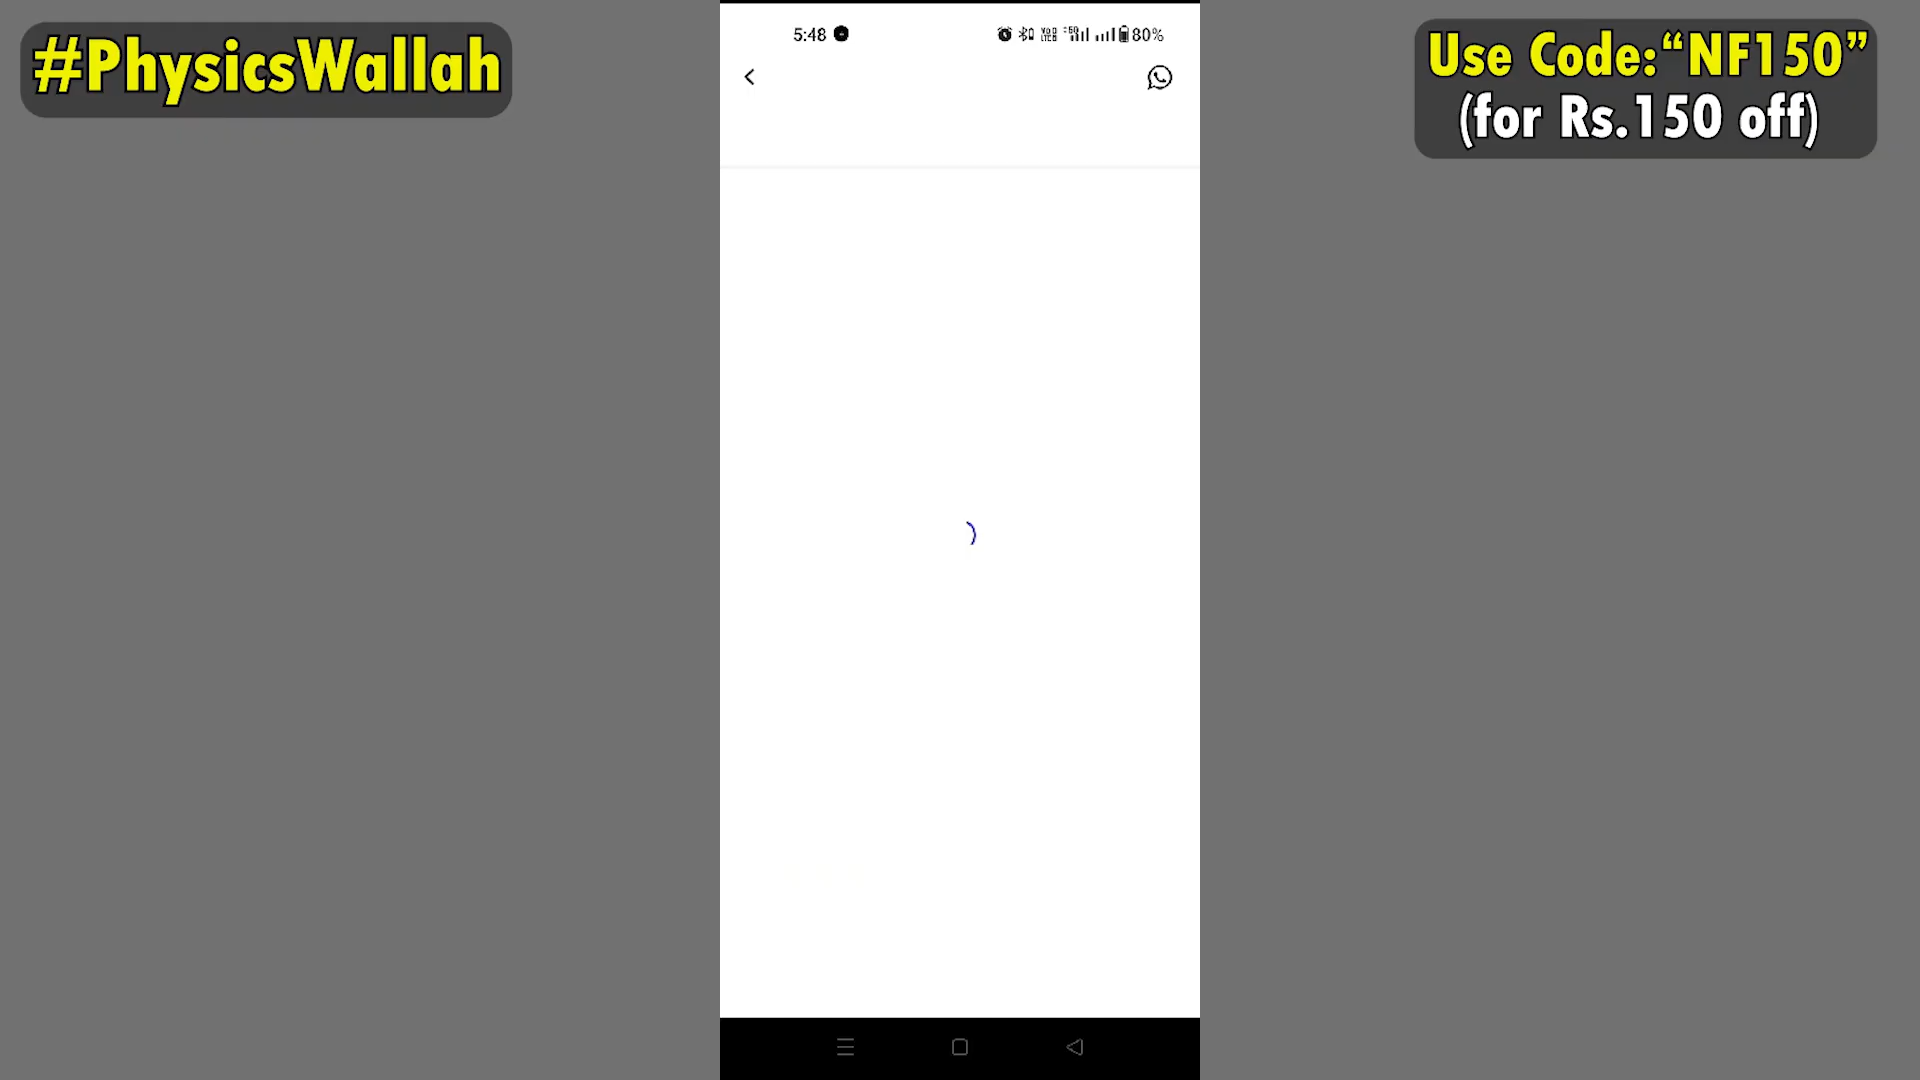 #PhysicsWallah
5:48
80%
Use Code:“NF150”
(for Rs.150 off)